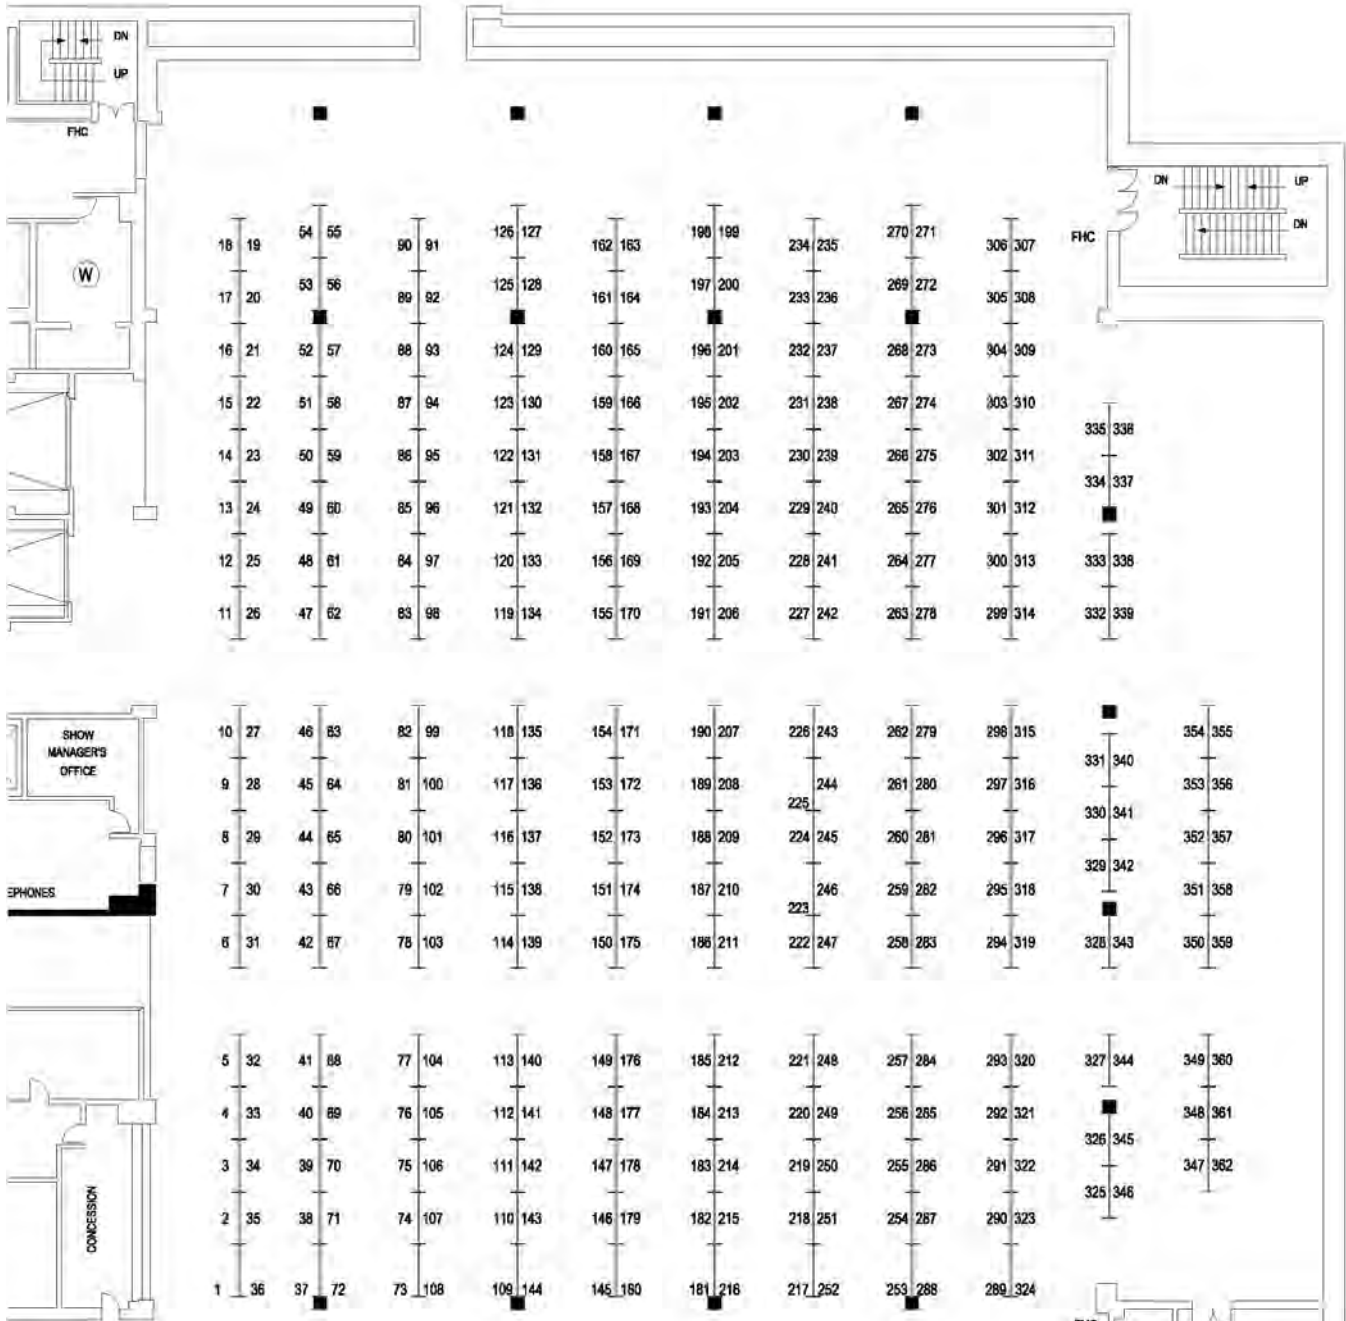 DN
UP
FHC
DN UP
54 55 126 127 198 199 270 271 DN
18 19 90 91 162 163 234 235 306 307 FHC
W
53 56 125 128 197 200 269 272
17 20 89 92 161 164 233 236 305 308
16 21 52 57 88 93 124 129 160 165 196 201 232 237 268 273 304 309
15 22 51 58 87 94 123 130 159 166 195 202 231 238 267 274 303 310
335 336
14 23 50 59 86 95 122 131 158 167 194 203 230 239 266 275 302 311
334 337
13 24 49 60 85 96 121 132 157 168 193 204 229 240 265 276 301 312
12 25 48 61 84 97 120 133 156 169 192 205 228 241 264 277 300 313 333 338
11 26 47 62 83 98 119 134 155 170 191 206 227 242 263 278 299 314 332 339
SHOW
MANAGER'S
OFFICE
10 27 46 63 82 99 118 135 154 171 190 207 226 243 262 279 298 315 354 355
331 340
9 28 45 64 81 100 117 136 153 172 189 208 244 261 280 297 316 353 356
225
330 341
8 29 44 65 80 101 116 137 152 173 188 209 224 245 260 281 296 317 352 357
329 342
EPHONES
7 30 43 66 79 102 115 138 151 174 187 210 246 259 282 295 318 351 358
223
6 31 42 67 78 103 114 139 150 175 186 211 222 247 258 283 294 319 328 343 350 359
5 32 41 68 77 104 113 140 149 176 185 212 221 248 257 284 293 320 327 344 349 360
4 33 40 69 76 105 112 141 148 177 184 213 220 249 256 285 292 321 348 361
326 345
3 34 39 70 75 106 111 142 147 178 183 214 219 250 255 286 291 322 347 362
325 346
CONCESSION
2 35 38 71 74 107 110 143 146 179 182 215 218 251 254 287 290 323
1 36 37 72 73 108 109 144 145 180 181 216 217 252 253 288 289 324